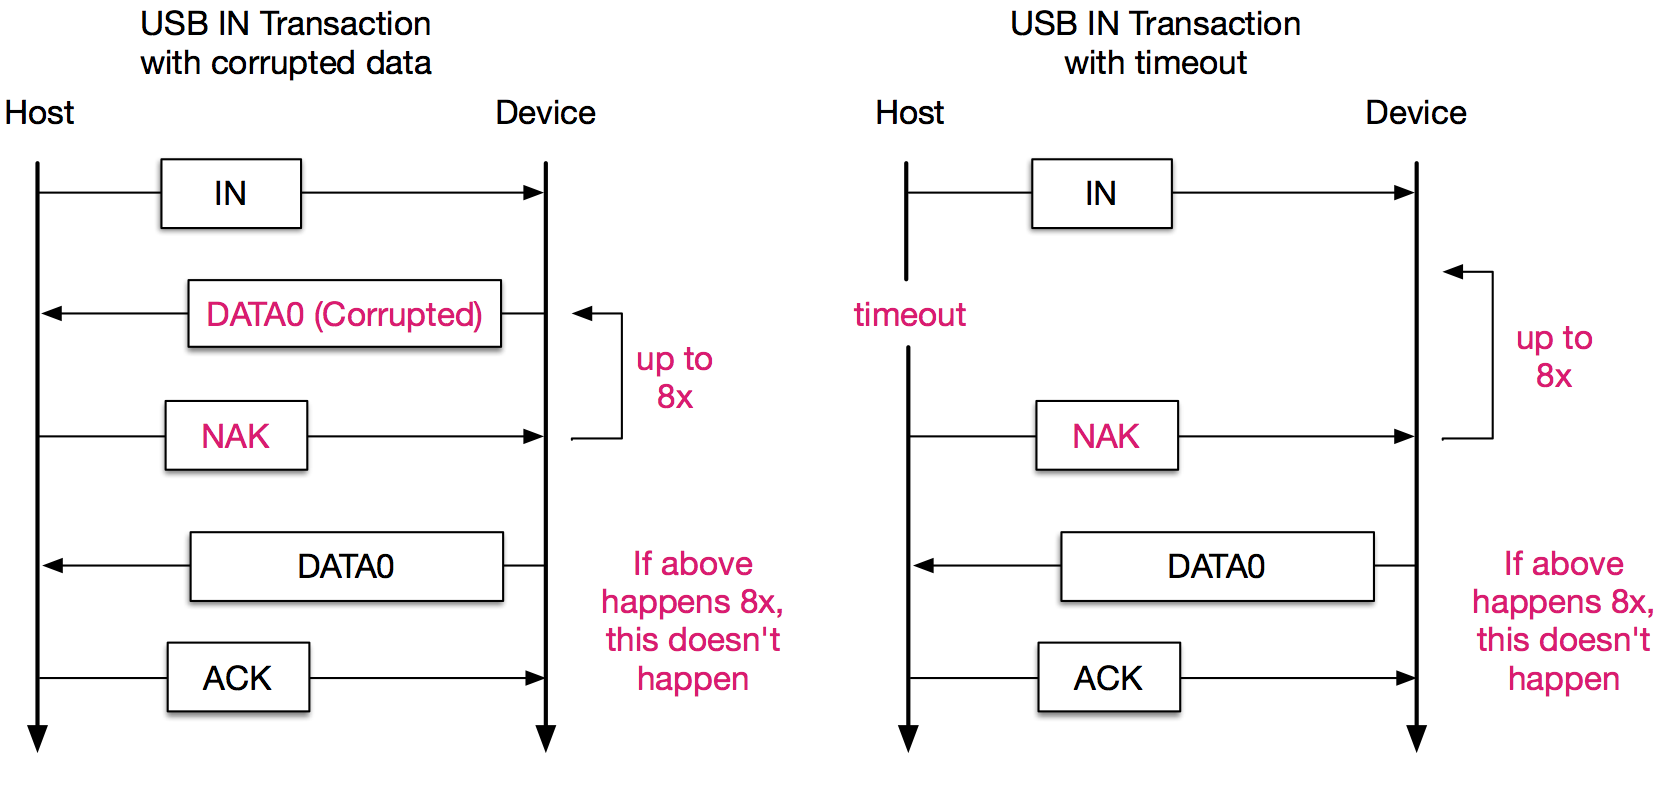 USB IN Transaction
with corrupted data
Host
Device
IN
DATA0 (Corrupted)
up to
8x
NAK
DATA0
If above
happens 8x,
this doesn't
happen
ACK
USB IN Transaction
with timeout
Host
Device
IN
timeout
up to
8x
NAK
DATA0
If above
happens 8x,
this doesn't
happen
ACK